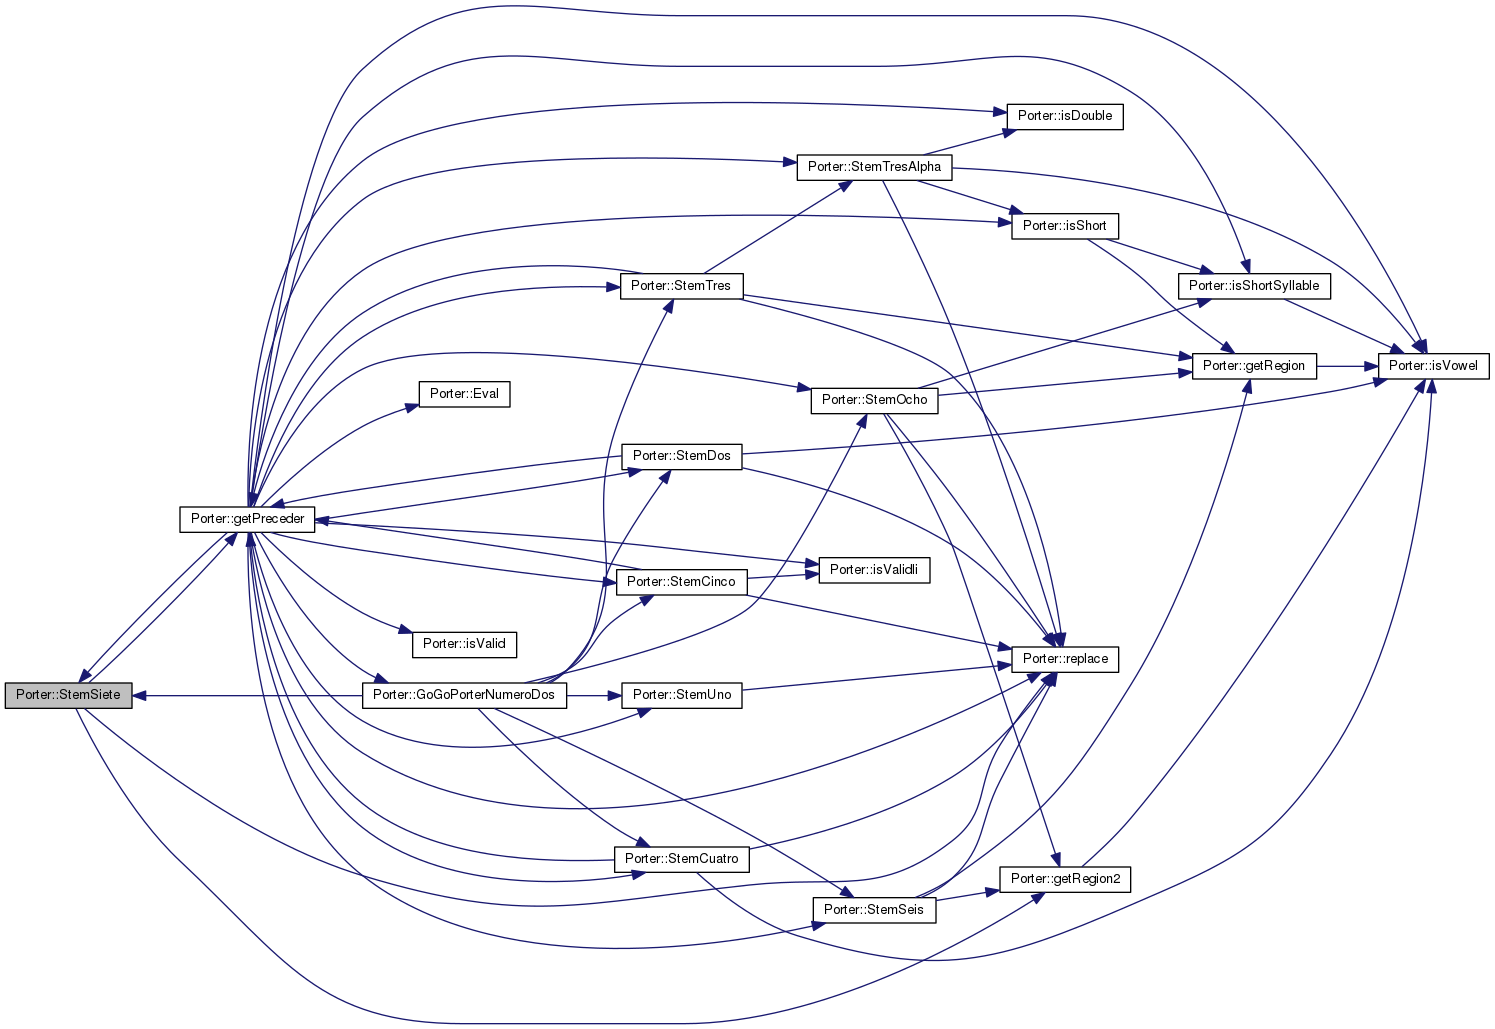 Porter::isDouble
Porter::StemTresAlpha
Porter::isShort
Porter::StemTres
Porter::isShortSyllable
Porter::getRegion
Porter::isVowel
Porter::Eval
Porter::StemOcho
Porter::StemDos
Porter::getPreceder
Porter::isValidli
Porter::StemCinco
Porter::isValid
Porter::replace
Porter::StemSiete
Porter::GoGoPorterNumeroDos
Porter::StemUno
Porter::StemCuatro
Porter::getRegion2
Porter::StemSeis